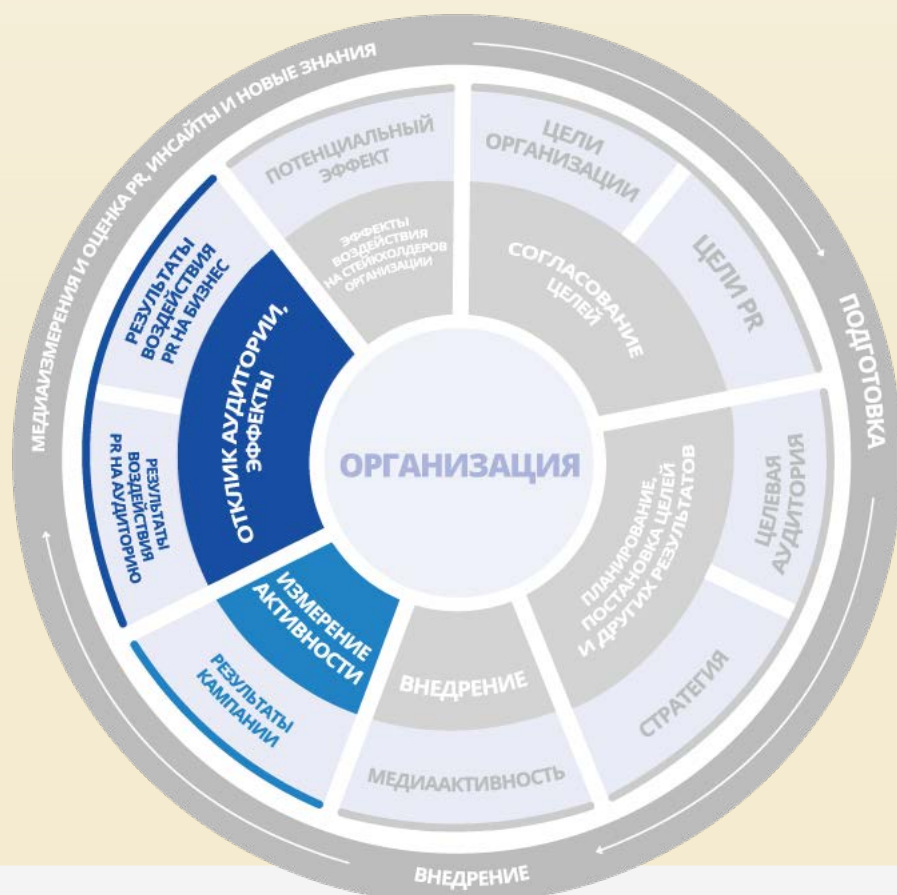 МЕДИАИЗМЕРЕНИЯ И ОЦЕНКА PR, ИНСАЙТЫ И НОВЫЕ ЗНАНИЯ
ПОДГОТОВКА
ВНЕДРЕНИЕ
ЦЕЛИ
ОРГАНИЗАЦИИ
ЦЕЛИ PR
СОГЛАСОВАНИЕ
ЦЕЛЕЙ
ЦЕЛЕВАЯ
АУДИТОРИЯ
СТРАТЕГИЯ
ПЛАНИРОВАНИЕ,
ПОСТАНОВКА ЦЕЛЕЙ
И ДРУГИХ РЕЗУЛЬТАТОВ
ВНЕДРЕНИЕ
МЕДИААКТИВНОСТЬ
ИЗМЕРЕНИЕ
АКТИВНОСТИ
РЕЗУЛЬТАТЫ
КАМПАНИИ
ОТКЛИК АУДИТОРИИ,
ЭФФЕКТЫ
РЕЗУЛЬТАТЫ
ВОЗДЕЙСТВИЯ
PR НА АУДИТОРИЮ
РЕЗУЛЬТАТЫ
ВОЗДЕЙСТВИЯ
PR НА БИЗНЕС
ПОТЕНЦИАЛЬНЫЙ
ЭФФЕКТ
ЭФФЕКТЫ
ВОЗДЕЙСТВИЯ
НА СТЕЙКХОЛДЕРОВ
ОРГАНИЗАЦИИ
ОРГАНИЗАЦИЯ